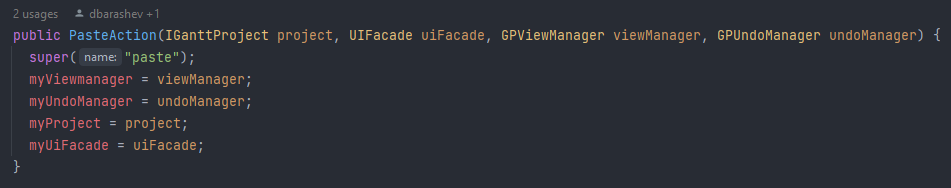 2 usages   dbarashev +1
public PasteAction(IGanttProject project, UIFacade uiFacade, GPViewManager viewManager, GPUndoManager undoManager) {
  super( name: "paste");
  myViewmanager = viewManager;
  myUndoManager = undoManager;
  myProject = project;
  myUiFacade = uiFacade;
}